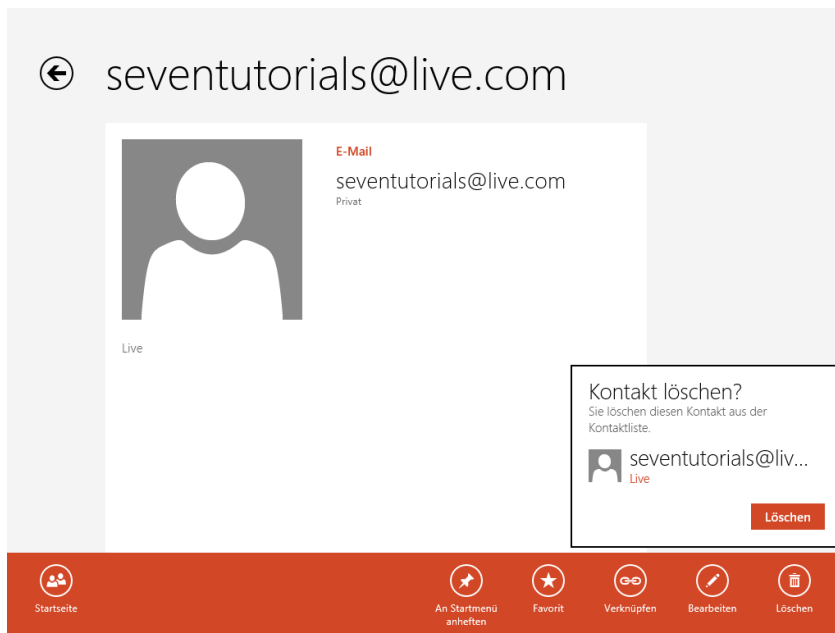 seventutorials@live.com
E-Mail
seventutorials@live.com
Privat
Live
Kontakt löschen?
Sie löschen diesen Kontakt aus der
Kontaktliste.
seventutorials@liv...
Live
Löschen
Startseite
An Startmenü
anheften
Favorit
Verknüpfen
Bearbeiten
Löschen